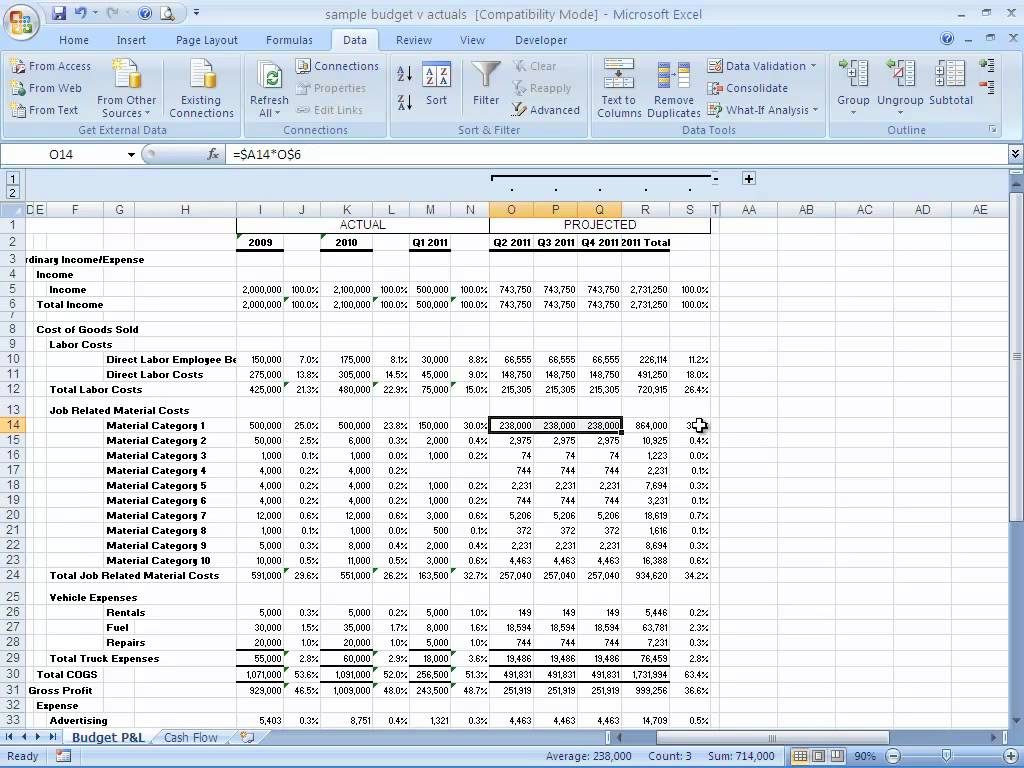 sample budget v actuals [Compatibility Mode] - Microsoft Excel
Home Insert Page Layout Formulas Data Review View Developer
From Access
From Web
From Text
From Other Sources
Existing Connections
Get External Data
Refresh All
Connections
Properties
Edit Links
Connections
Sort
Filter
Clear
Reapply
Advanced
Sort & Filter
Text to Columns
Remove Duplicates
Data Validation
Consolidate
What-If Analysis
Data Tools
Group
Ungroup
Subtotal
Outline
O14 fx =$A14*O$6
1
2
D E F G H I J K L M N O P Q R S T AA AB AC AD AE
1 ACTUAL PROJECTED
2 2009 2010 Q1 2011 Q2 2011 Q3 2011 Q4 2011 2011 Total
3 rdinary Income/Expense
4 Income
5 Income 2,000,000 100.0% 2,100,000 100.0% 500,000 100.0% 743,750 743,750 743,750 2,731,250 100.0%
6 Total Income 2,000,000 100.0% 2,100,000 100.0% 500,000 100.0% 743,750 743,750 743,750 2,731,250 100.0%
7
8 Cost of Goods Sold
9 Labor Costs
10 Direct Labor Employee Be 150,000 7.0% 175,000 8.1% 30,000 8.8% 66,555 66,555 66,555 226,114 11.2%
11 Direct Labor Costs 275,000 13.8% 305,000 14.5% 45,000 9.0% 148,750 148,750 148,750 491,250 18.0%
12 Total Labor Costs 425,000 21.3% 480,000 22.9% 75,000 15.0% 215,305 215,305 215,305 720,915 26.4%
13 Job Related Material Costs
14 Material Category 1 500,000 25.0% 500,000 23.8% 150,000 30.0% 238,000 238,000 238,000 864,000
15 Material Category 2 50,000 2.5% 6,000 0.3% 2,000 0.4% 2,975 2,975 2,975 10,925 0.4%
16 Material Category 3 1,000 0.1% 1,000 0.0% 1,000 0.2% 74 74 74 1,223 0.0%
17 Material Category 4 4,000 0.2% 4,000 0.2% 744 744 744 2,231 0.1%
18 Material Category 5 4,000 0.2% 4,000 0.2% 1,000 0.2% 2,231 2,231 2,231 7,694 0.3%
19 Material Category 6 4,000 0.2% 4,000 0.2% 1,000 0.2% 744 744 744 3,231 0.1%
20 Material Category 7 12,000 0.6% 12,000 0.6% 3,000 0.6% 5,206 5,206 5,206 18,619 0.7%
21 Material Category 8 1,000 0.1% 1,000 0.0% 500 0.1% 372 372 372 1,616 0.1%
22 Material Category 9 5,000 0.3% 8,000 0.4% 2,000 0.4% 2,231 2,231 2,231 8,694 0.3%
23 Material Category 10 10,000 0.5% 11,000 0.5% 3,000 0.6% 4,463 4,463 4,463 16,388 0.6%
24 Total Job Related Material Costs 591,000 29.6% 551,000 26.2% 163,500 32.7% 257,040 257,040 257,040 934,620 34.2%
25 Vehicle Expenses
26 Rentals 5,000 0.3% 5,000 0.2% 5,000 1.0% 149 149 149 5,446 0.2%
27 Fuel 30,000 1.5% 35,000 1.7% 8,000 1.6% 18,594 18,594 18,594 63,781 2.3%
28 Repairs 20,000 1.0% 20,000 1.0% 5,000 1.0% 744 744 744 7,231 0.3%
29 Total Truck Expenses 55,000 2.8% 60,000 2.9% 18,000 3.6% 19,486 19,486 19,486 76,459 2.8%
30 Total COGS 1,071,000 53.6% 1,091,000 52.0% 256,500 51.3% 491,831 491,831 491,831 1,731,994 63.4%
31 Gross Profit 929,000 46.5% 1,009,000 48.0% 243,500 48.7% 251,919 251,919 251,919 999,256 36.6%
32 Expense
33 Advertising 5,403 0.3% 8,751 0.4% 1,321 0.3% 4,463 4,463 4,463 14,709 0.5%
Budget P&L Cash Flow
Ready Average: 238,000 Count: 3 Sum: 714,000 90%